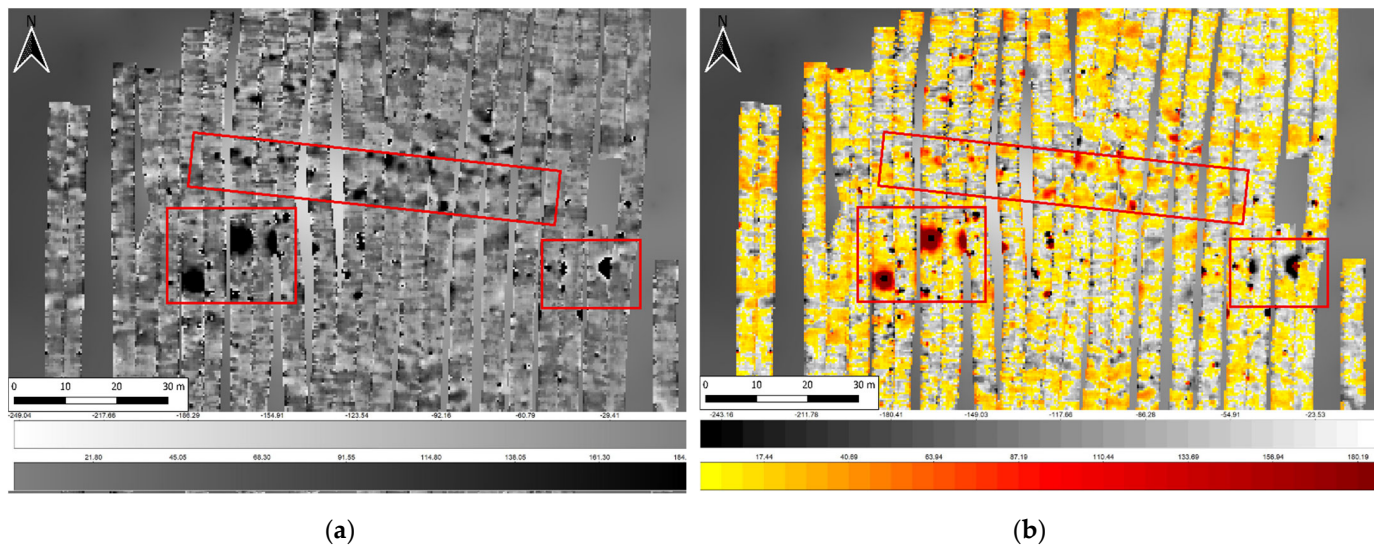 N
0 10 20 30 m
-249.04 -217.66 -186.29 -154.91 -123.54 -92.16 -60.79 -29.41
21.80 45.05 68.30 91.55 114.80 138.05 161.30 184.
(a)
N
0 10 20 30 m
-243.16 -211.78 -180.41 -149.03 -117.66 -86.28 -54.91 -23.53
17.44 40.69 63.94 87.19 110.44 133.69 156.94 180.19
(b)